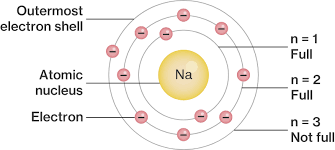 Outermost
electron shell
Atomic
nucleus
Electron
Na
n = 1
Full
n = 2
Full
n = 3
Not full